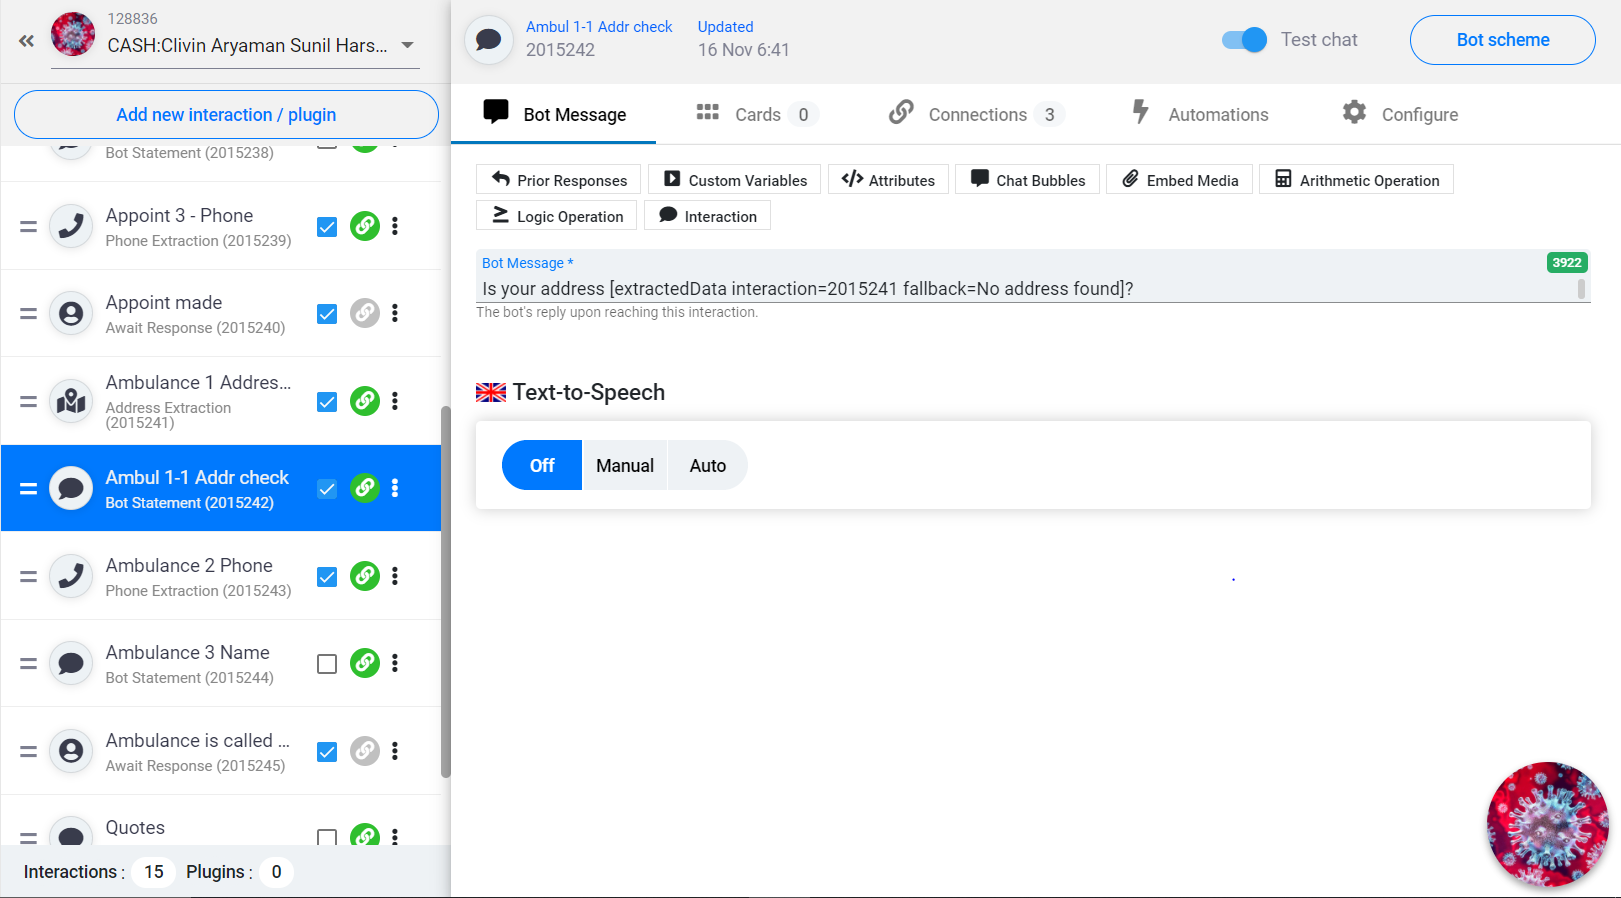 128836
CASH:Clivin Aryaman Sunil Hars...
Add new interaction / plugin
Bot Statement (2015238)
Appoint 3 - Phone
Phone Extraction (2015239)
Appoint made
Await Response (2015240)
Ambulance 1 Addres...
Address Extraction
(2015241)
Ambul 1-1 Addr check
Bot Statement (2015242)
Ambulance 2 Phone
Phone Extraction (2015243)
Ambulance 3 Name
Bot Statement (2015244)
Ambulance is called ...
Await Response (2015245)
Quotes
Interactions : 15 Plugins : 0
Ambul 1-1 Addr check Updated
2015242 16 Nov 6:41
Test chat
Bot scheme
Bot Message Cards 0 Connections 3 Automations Configure
Prior Responses Custom Variables Attributes Chat Bubbles Embed Media Arithmetic Operation
Logic Operation Interaction
Bot Message * 3922
Is your address [extractedData interaction=2015241 fallback=No address found]?
The bot's reply upon reaching this interaction.
Text-to-Speech
Off Manual Auto